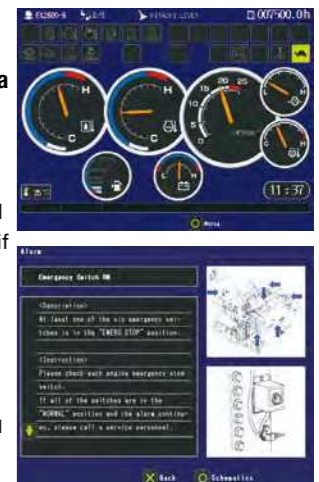 EX2600-6
007500.0h
a
H
C
H
C
0
5
10
15
20
25
L
H
L
H
11:37
if
Menu
Alarm
Emergency Switch ON
<Description>
At least one of the six emergency swi-
tches is in the "EMERG STOP" position.
<Instruction>
Please check each engine emergency stop
switch.
If all of the switches are in the
"NORMAL" position and the alarm continu-
es, please call a service personnel.
Back
Schematics